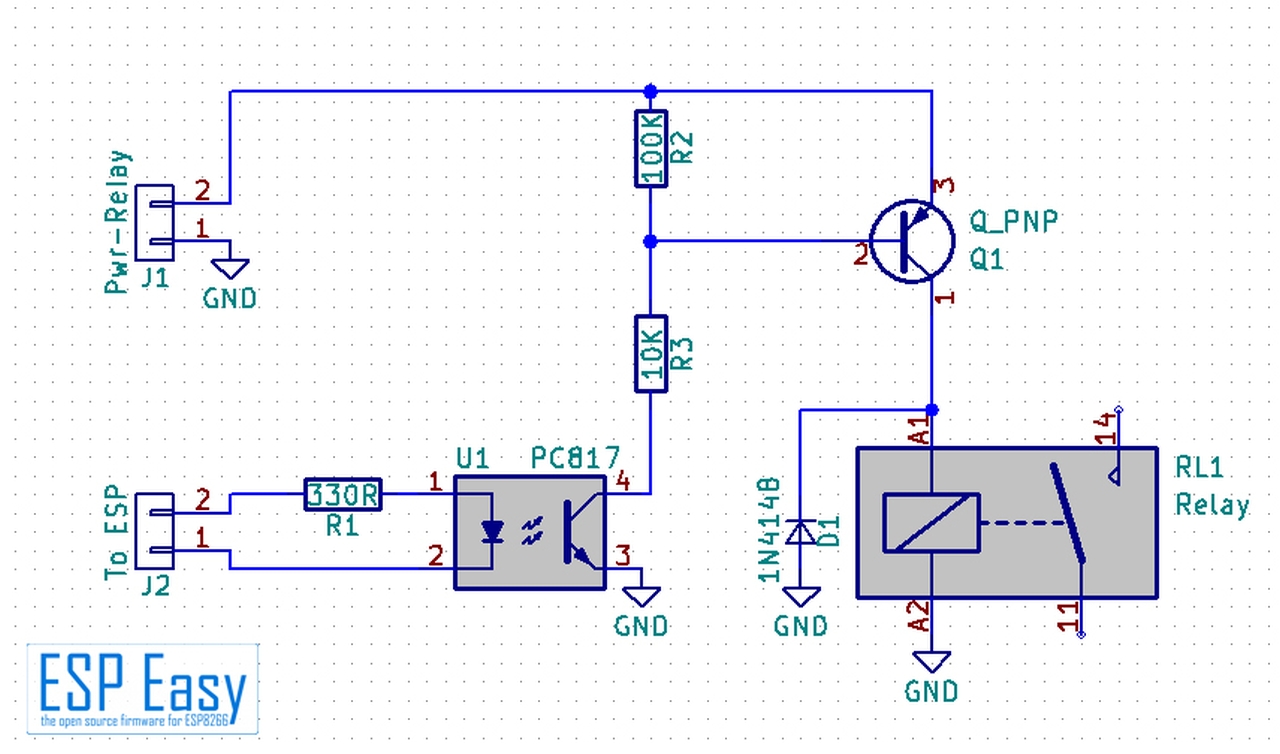 100K
R2
3
Pwr-Relay
2
1
J1
GND
2
Q_PNP
Q1
1
10K
R3
A1
14
U1
PC817
RL1
Relay
To ESP
2
1
J2
330R
R1
1
2
4
3
GND
1N4148
D1
GND
A2
11
GND
ESP Easy
the open source firmware for ESP8266